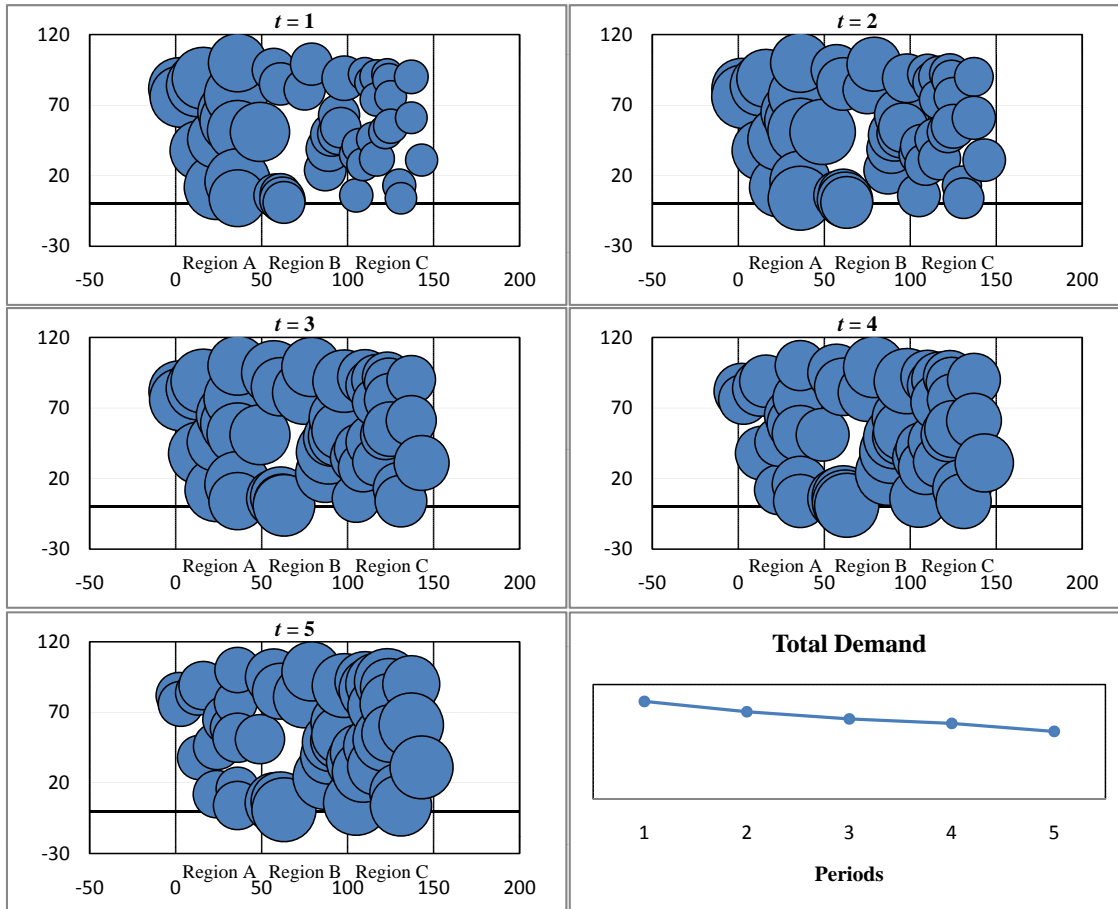 t = 1
120
70
20
-30
Region A Region B Region C
-50 0 50 100 150 200
t = 2
120
70
20
-30
Region A Region B Region C
-50 0 50 100 150 200
t = 3
120
70
20
-30
Region A Region B Region C
-50 0 50 100 150 200
t = 4
120
70
20
-30
Region A Region B Region C
-50 0 50 100 150 200
t = 5
120
70
20
-30
Region A Region B Region C
-50 0 50 100 150 200
Total Demand
1 2 3 4 5
Periods